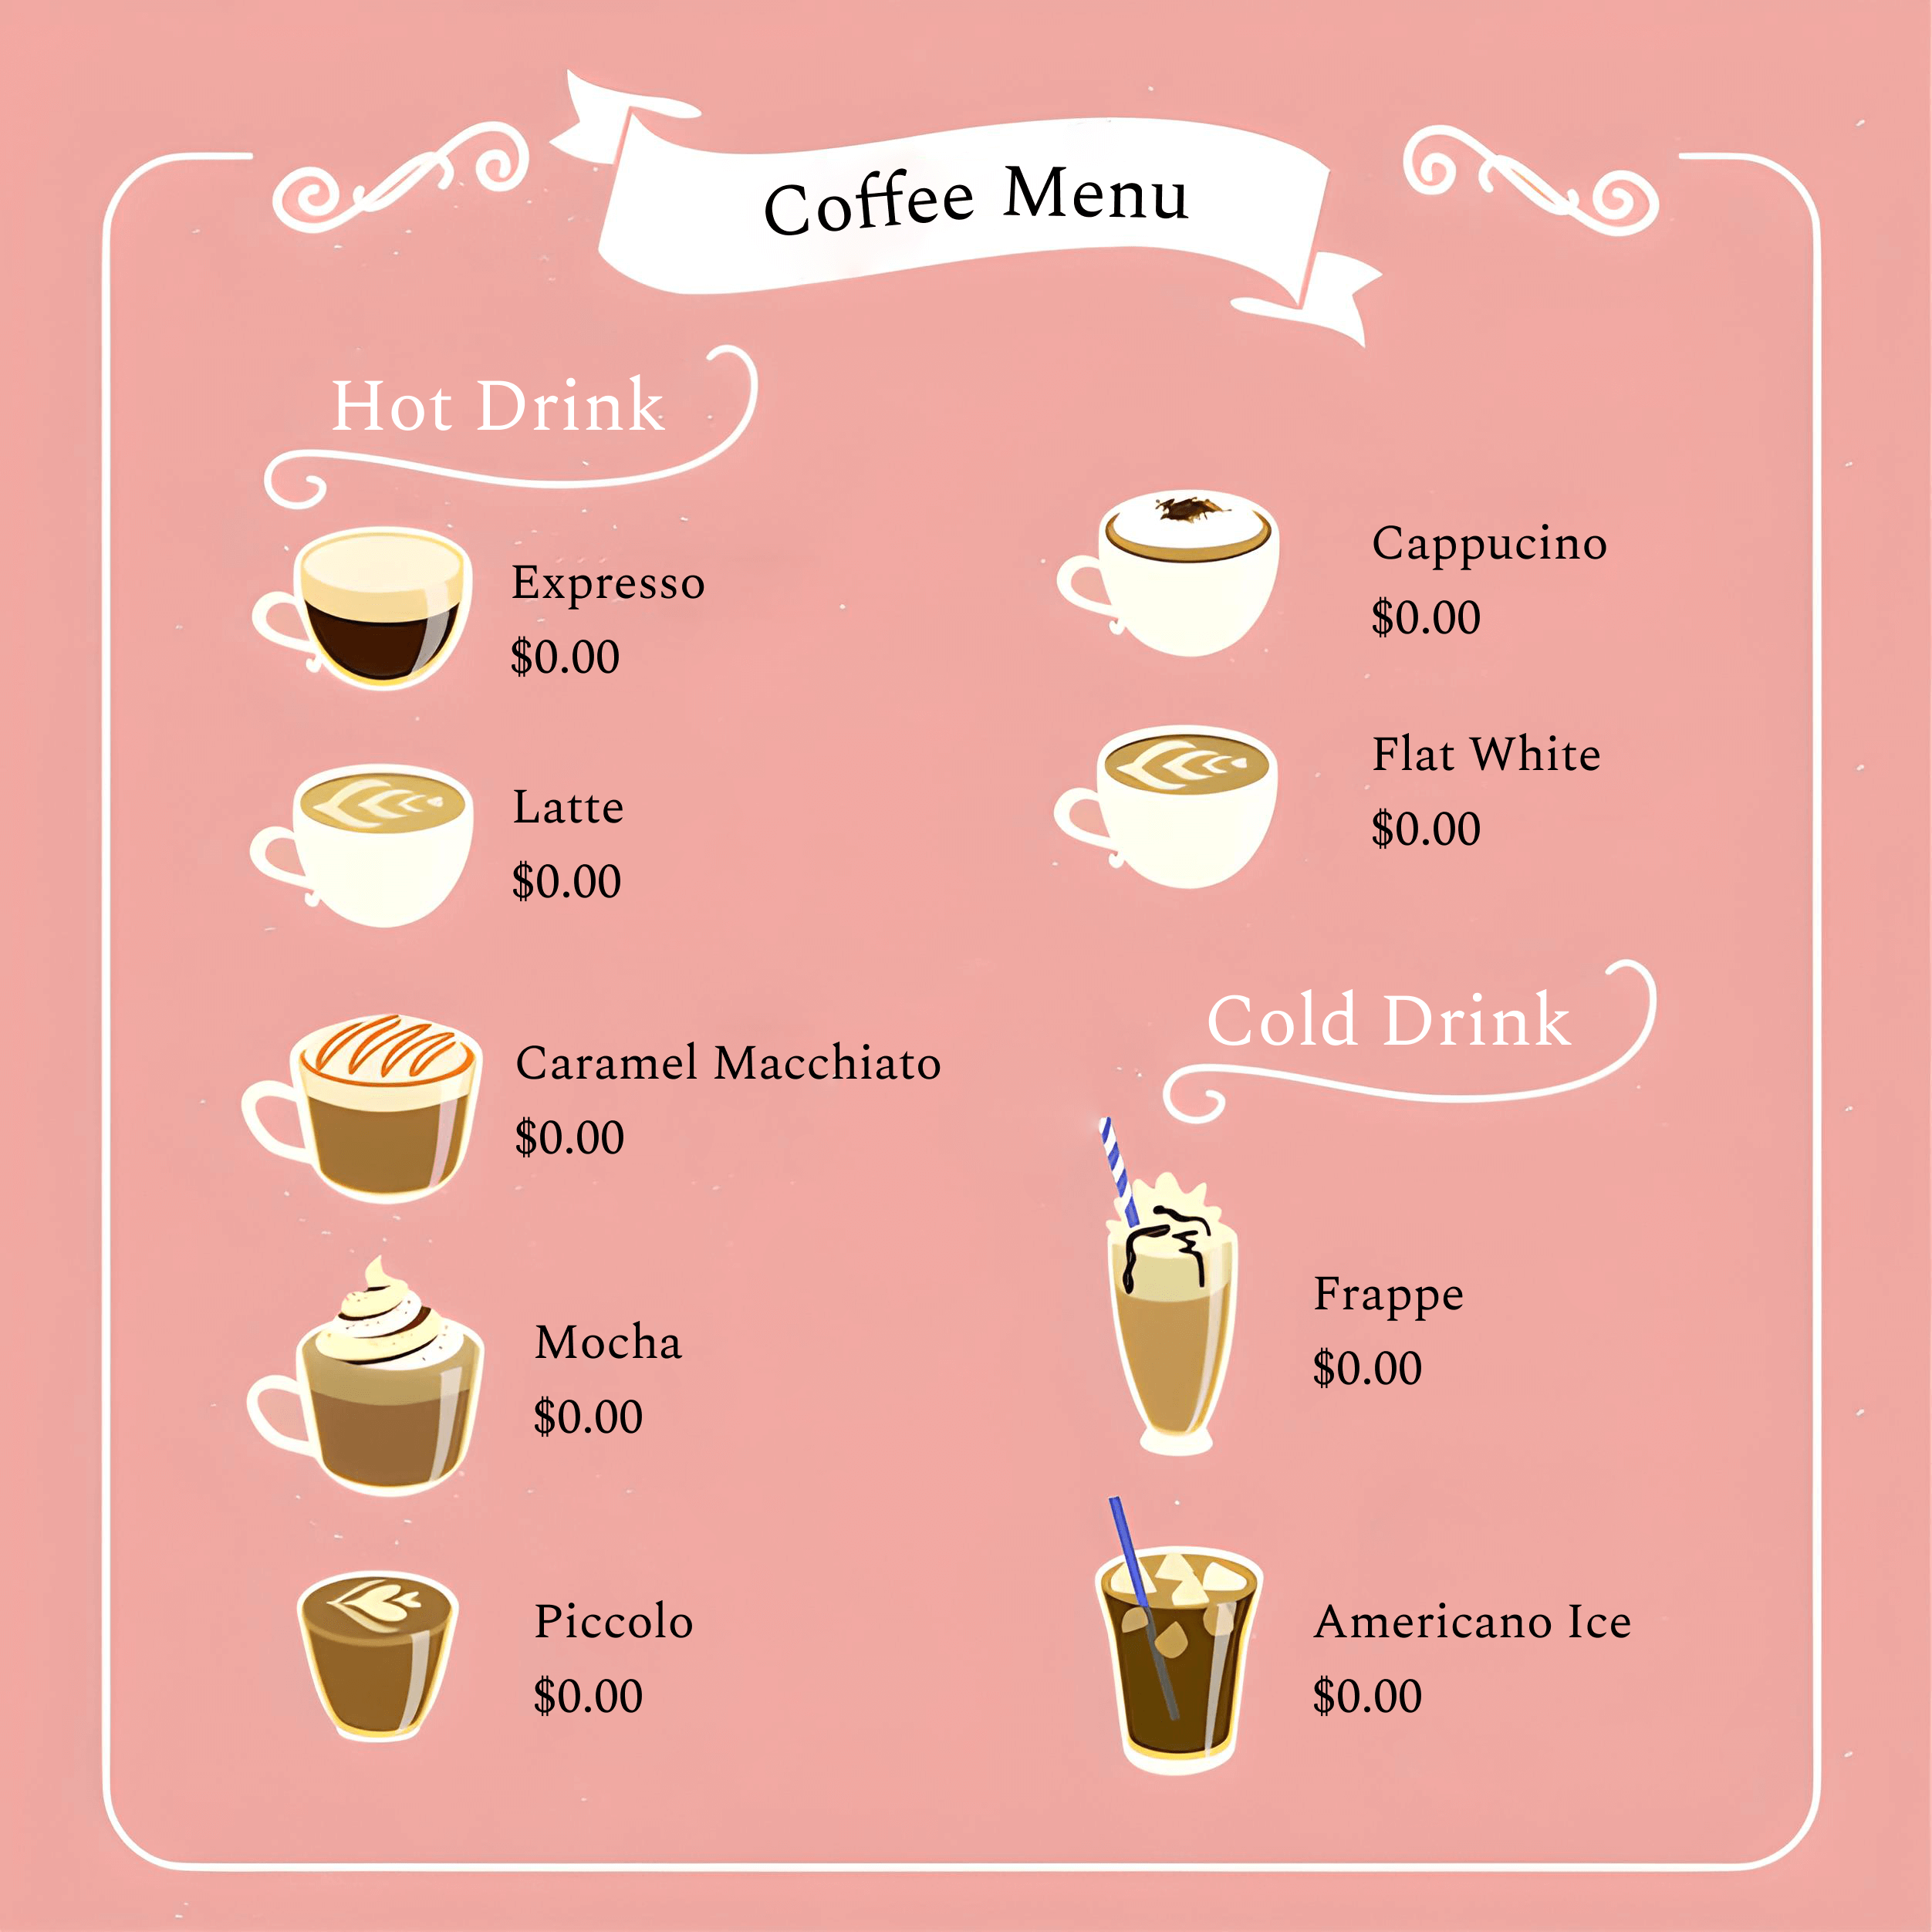 Coffee Menu
Hot Drink
Expresso
$0.00
Latte
$0.00
Caramel Macchiato
$0.00
Mocha
$0.00
Piccolo
$0.00
Cappucino
$0.00
Flat White
$0.00
Cold Drink
Frappe
$0.00
Americano Ice
$0.00